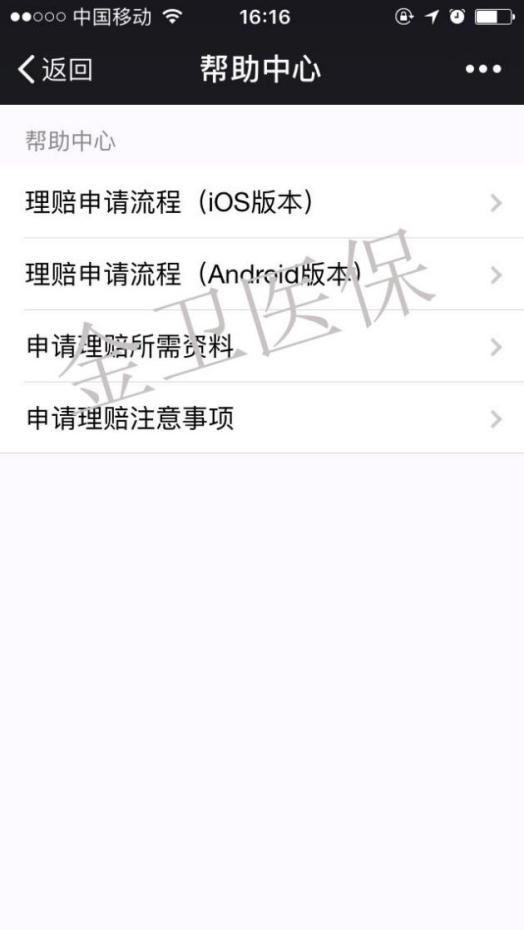 中国移动 16:16
返回 帮助中心
帮助中心
理赔申请流程（iOS版本）
理赔申请流程（Android版本）
申请理赔所需资料
申请理赔注意事项
金卫医保